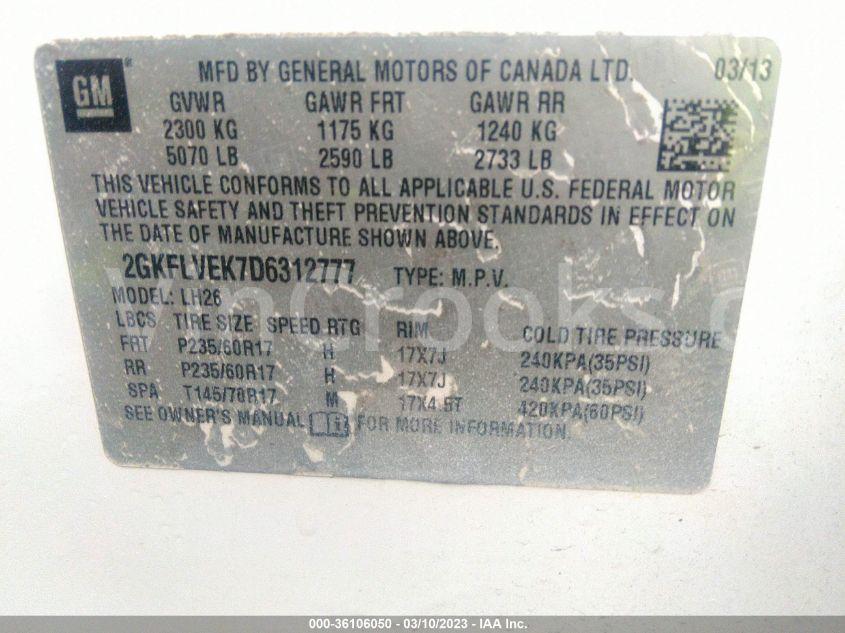 GM
MFD BY GENERAL MOTORS OF CANADA LTD. 03/13
GVWR GAWR FRT GAWR RR
2300 KG 1175 KG 1240 KG
5070 LB 2590 LB 2733 LB
THIS VEHICLE CONFORMS TO ALL APPLICABLE U.S. FEDERAL MOTOR
VEHICLE SAFETY AND THEFT PREVENTION STANDARDS IN EFFECT ON
THE DATE OF MANUFACTURE SHOWN ABOVE.
2GKFLVEK7D6312777 TYPE: M.P.V.
MODEL: LH26
LBCS TIRE SIZE SPEED RTG RIM COLD TIRE PRESSURE
FRT P235/60R17 H 17X7J 240KPA(35PSI)
RR P235/60R17 H 17X7J 240KPA(35PSI)
SPA T145/70R17 M 17X4.5T 420KPA(60PSI)
SEE OWNER'S MANUAL FOR MORE INFORMATION.
000-36106050 - 03/10/2023 - IAA Inc.